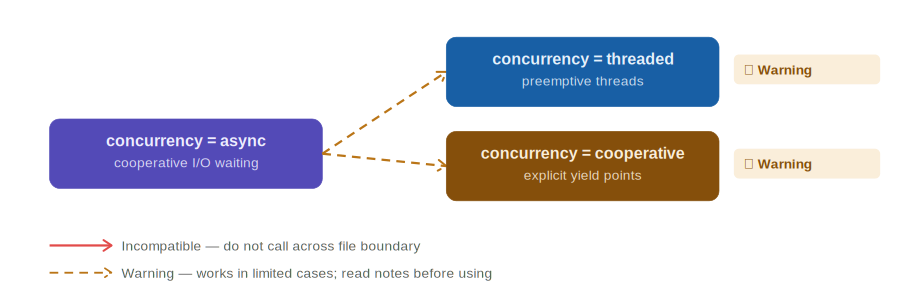 concurrency = threaded
preemptive threads
Warning
concurrency = async
cooperative I/O waiting
concurrency = cooperative
explicit yield points
Warning
Incompatible — do not call across file boundary
Warning — works in limited cases; read notes before using